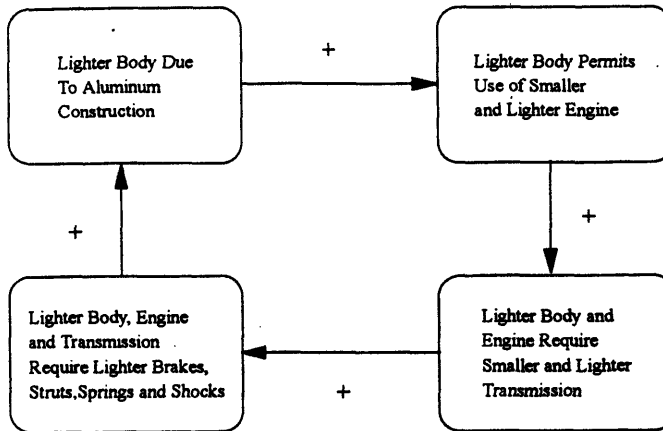 Lighter Body Due
To Aluminum
Construction
+
Lighter Body Permits
Use of Smaller
and Lighter Engine
+
Lighter Body and
Engine Require
Smaller and Lighter
Transmission
+
Lighter Body, Engine
and Transmission
Require Lighter Brakes,
Struts,Springs and Shocks
+